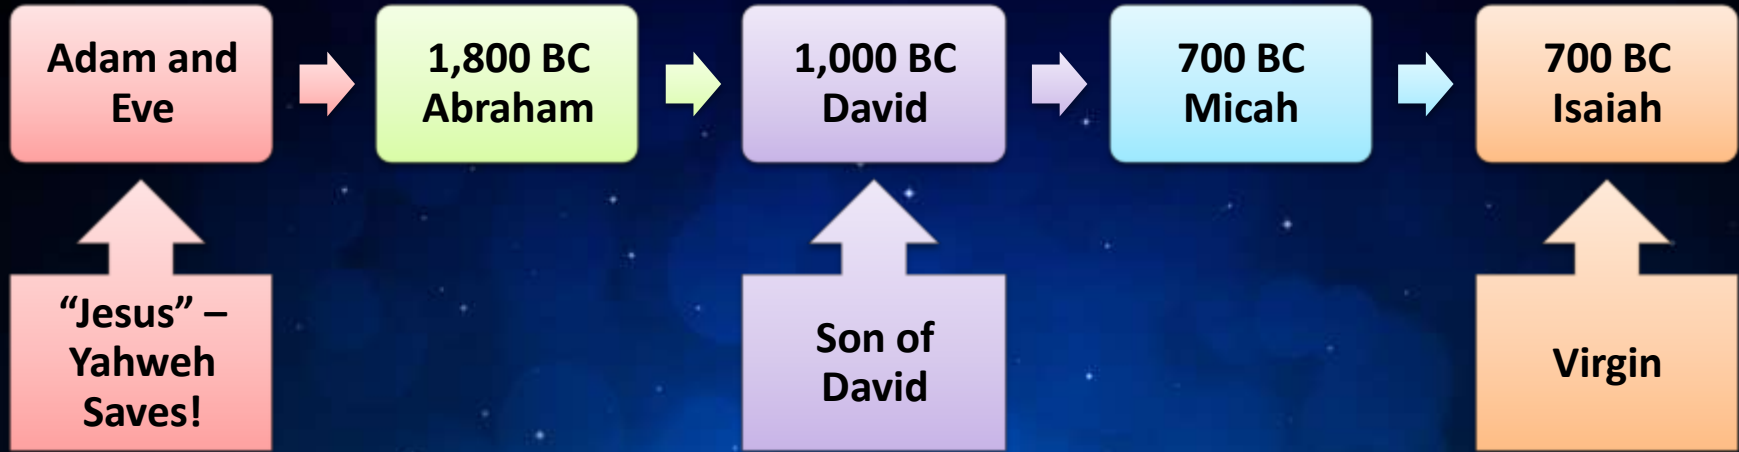 Adam and
Eve
1,800 BC
Abraham
1,000 BC
David
700 BC
Micah
700 BC
Isaiah
“Jesus” –
Yahweh
Saves!
Son of
David
Virgin